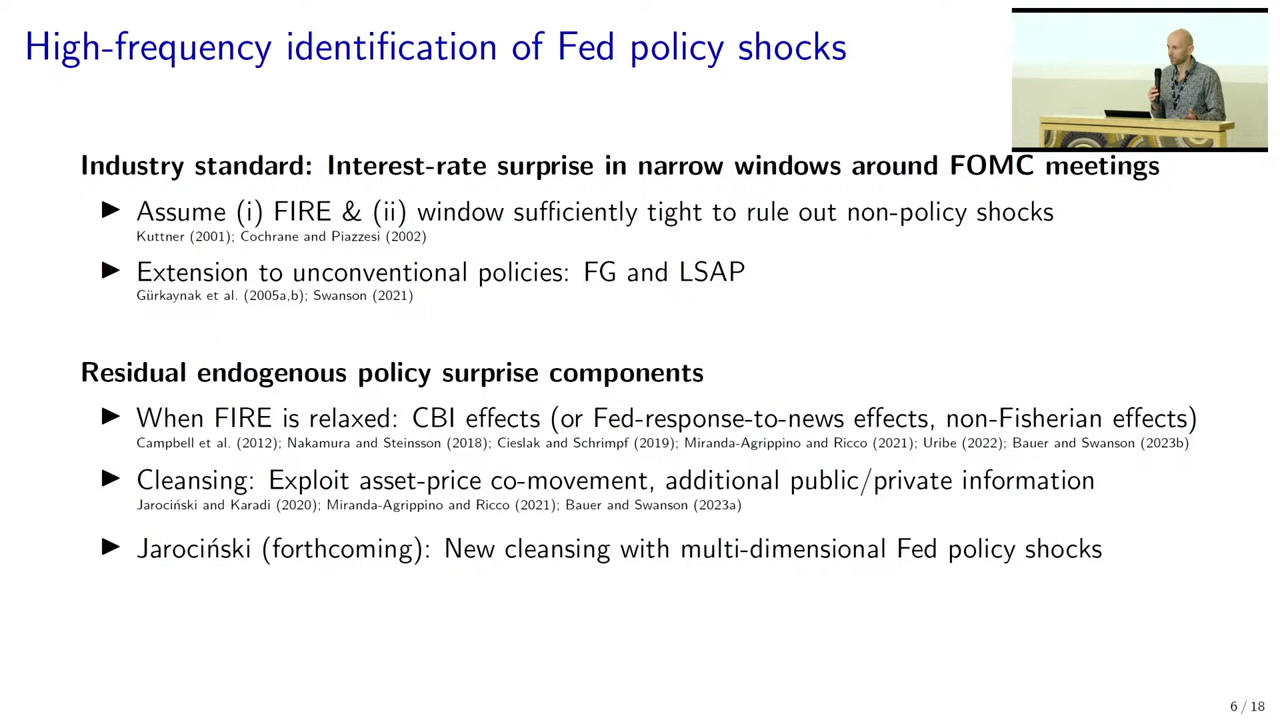 High-frequency identification of Fed policy shocks
Industry standard: Interest-rate surprise in narrow windows around FOMC meetings
▶ Assume (i) FIRE & (ii) window sufficiently tight to rule out non-policy shocks
Kuttner (2001); Cochrane and Piazzesi (2002)
▶ Extension to unconventional policies: FG and LSAP
Gürkaynak et al. (2005a,b); Swanson (2021)
Residual endogenous policy surprise components
▶ When FIRE is relaxed: CBI effects (or Fed-response-to-news effects, non-Fisherian effects)
Campbell et al. (2012); Nakamura and Steinsson (2018); Cieslak and Schrimpf (2019); Miranda-Agrippino and Ricco (2021); Uribe (2022); Bauer and Swanson (2023b)
▶ Cleansing: Exploit asset-price co-movement, additional public/private information
Jarociński and Karadi (2020); Miranda-Agrippino and Ricco (2021); Bauer and Swanson (2023a)
▶ Jarociński (forthcoming): New cleansing with multi-dimensional Fed policy shocks
6 / 18